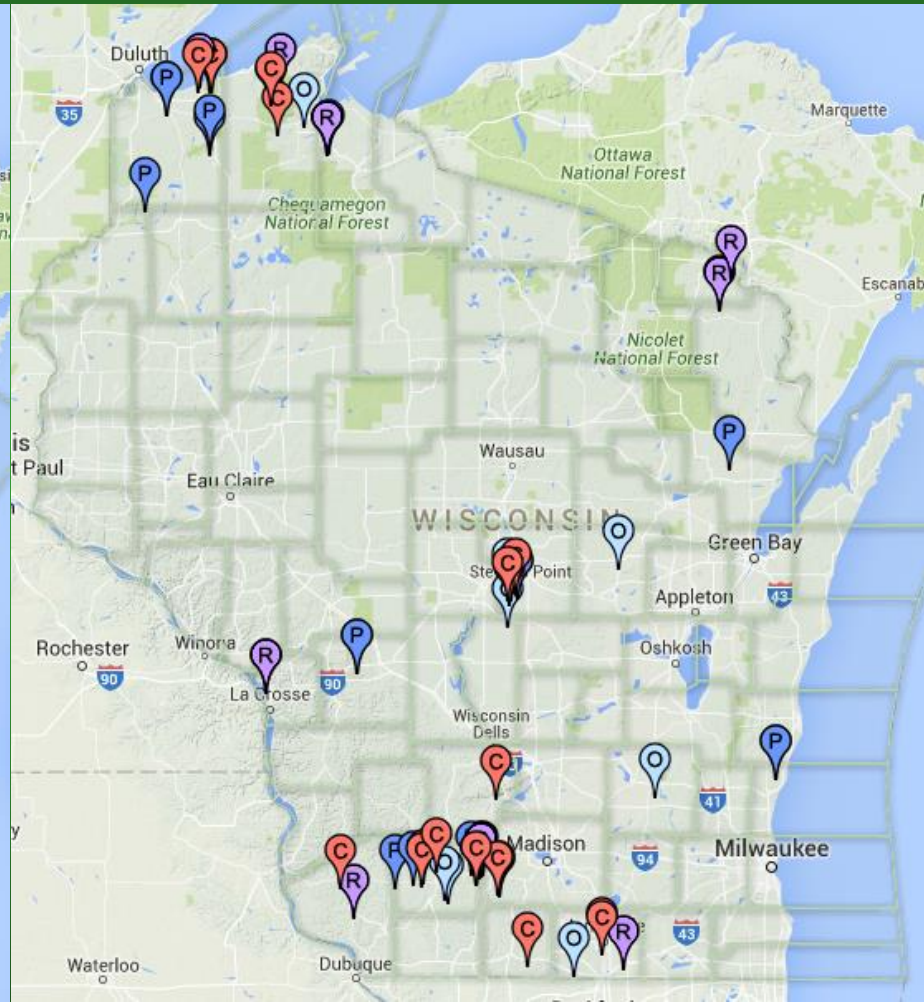 Duluth
R
C
C
R
C
C
O
P
P
R
35
Marquette
P
Ottawa
National Forest
Chequamegon
National Forest
R
R
Escanab
Nicolet
National Forest
P
is
t Paul
Wausau
Eau Claire
WISCONSIN
O
Green Bay
C
Point
O
Appleton
43
Rochester
Winona
P
Oshkosh
R
90
90
La Crosse
Wisconsin
Dells
P
C
O
41
y
C
C
P
C
C
C
Madison
94
Milwaukee
O
R
C
O
C
R
43
Waterloo
Dubuque